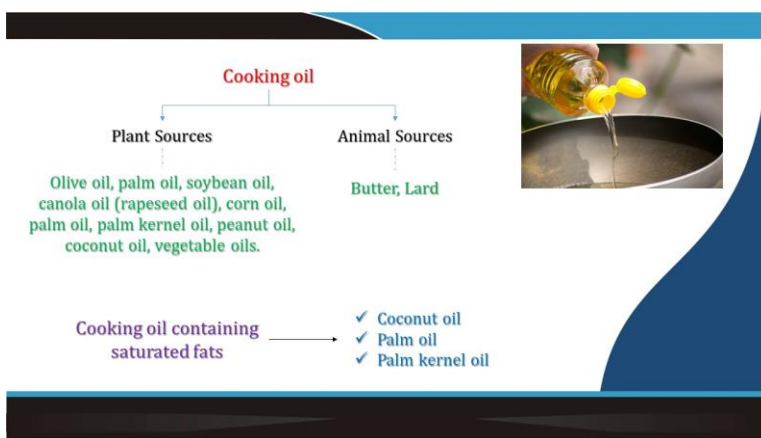 Cooking oil
Plant Sources
Animal Sources
Olive oil, palm oil, soybean oil,
canola oil (rapeseed oil), corn oil,
palm oil, palm kernel oil, peanut oil,
coconut oil, vegetable oils.
Butter, Lard
Cooking oil containing
saturated fats
✓ Coconut oil
✓ Palm oil
✓ Palm kernel oil